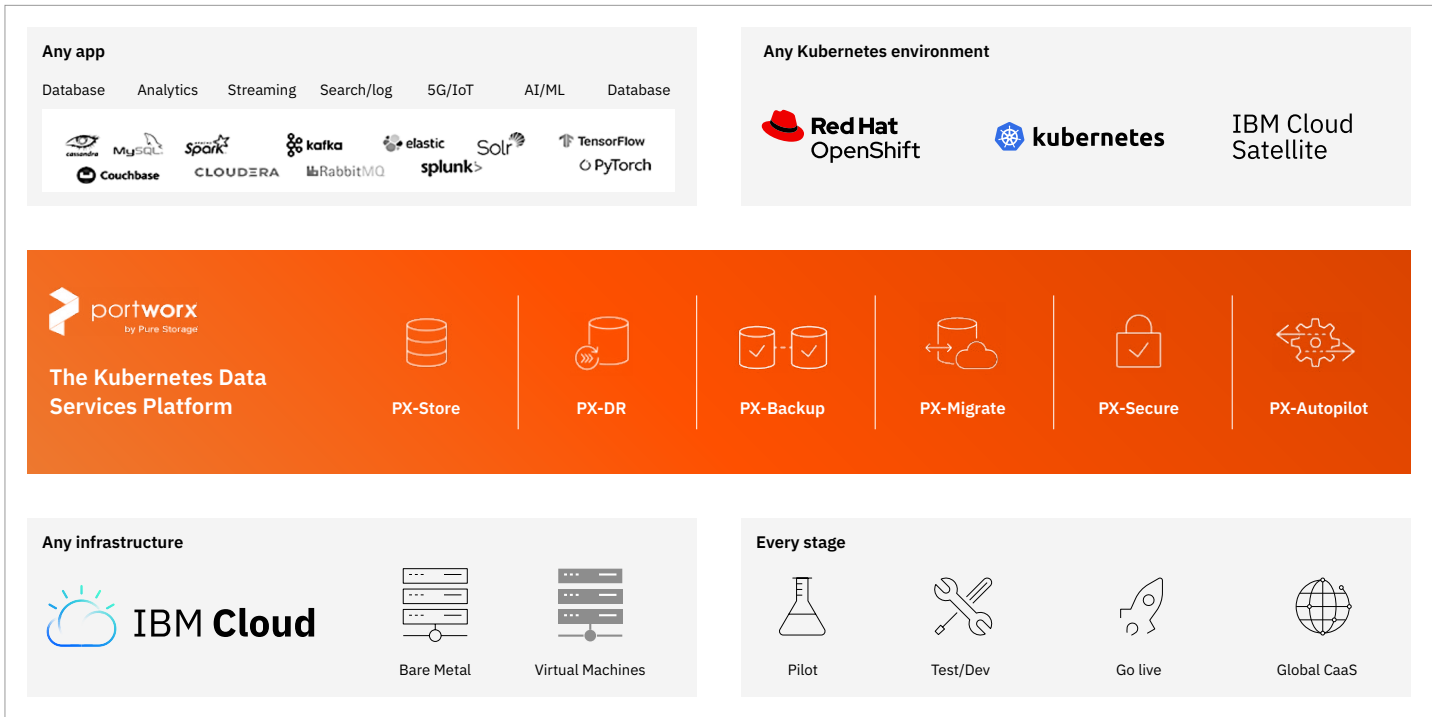 Any app
Database Analytics Streaming Search/log 5G/IoT AI/ML Database
cassandra MySQL Spark kafka elastic Solr TensorFlow
Couchbase CLOUDERA RabbitMQ splunk> PyTorch
Any Kubernetes environment
Red Hat
OpenShift
kubernetes
IBM Cloud
Satellite
portworx
by Pure Storage
The Kubernetes Data
Services Platform
PX-Store PX-DR PX-Backup PX-Migrate PX-Secure PX-Autopilot
Any infrastructure
IBM Cloud
Bare Metal Virtual Machines
Every stage
Pilot Test/Dev Go live Global CaaS